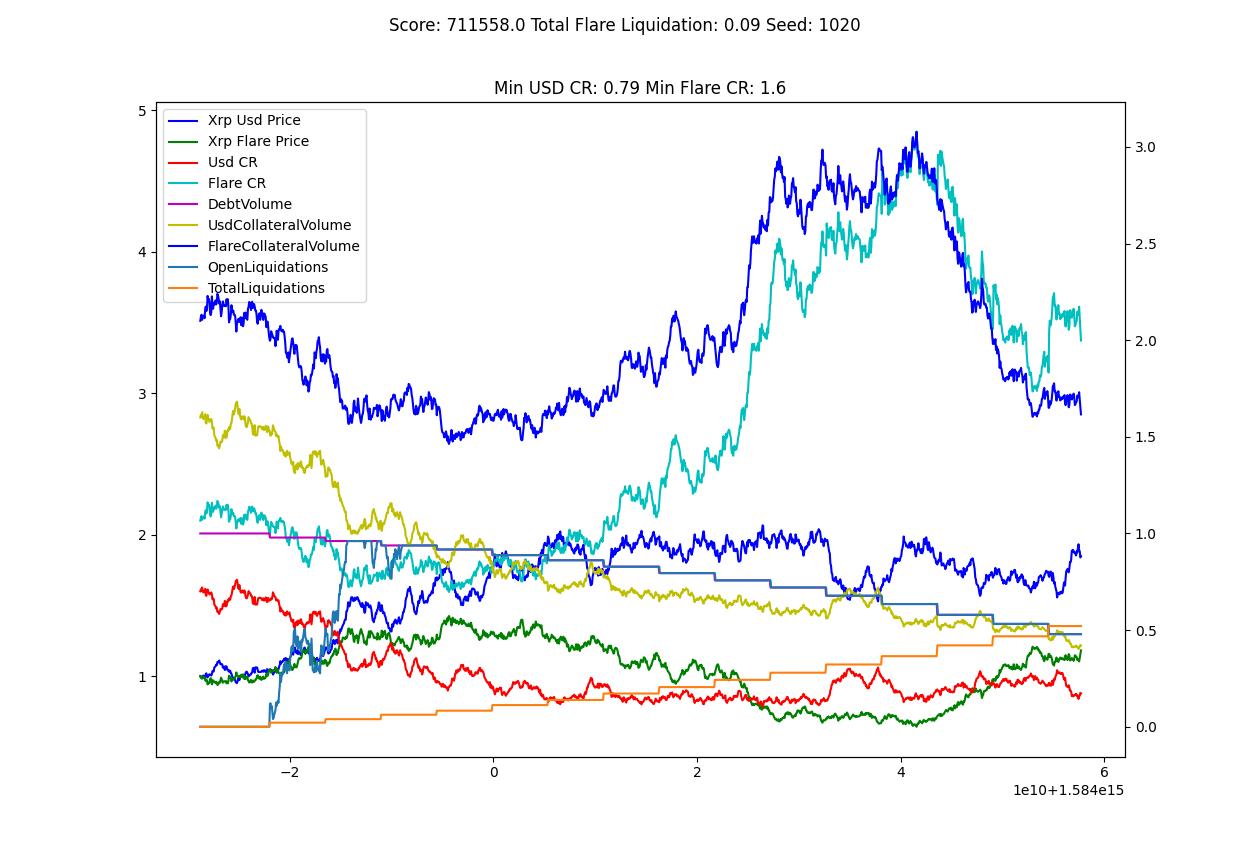 Score: 711558.0 Total Flare Liquidation: 0.09 Seed: 1020
Min USD CR: 0.79 Min Flare CR: 1.6
Xrp Usd Price
Xrp Flare Price
Usd CR
Flare CR
DebtVolume
UsdCollateralVolume
FlareCollateralVolume
OpenLiquidations
TotalLiquidations
5
4
3
2
1
3.0
2.5
2.0
1.5
1.0
0.5
0.0
−2 0 2 4 6
1e10+1.584e15